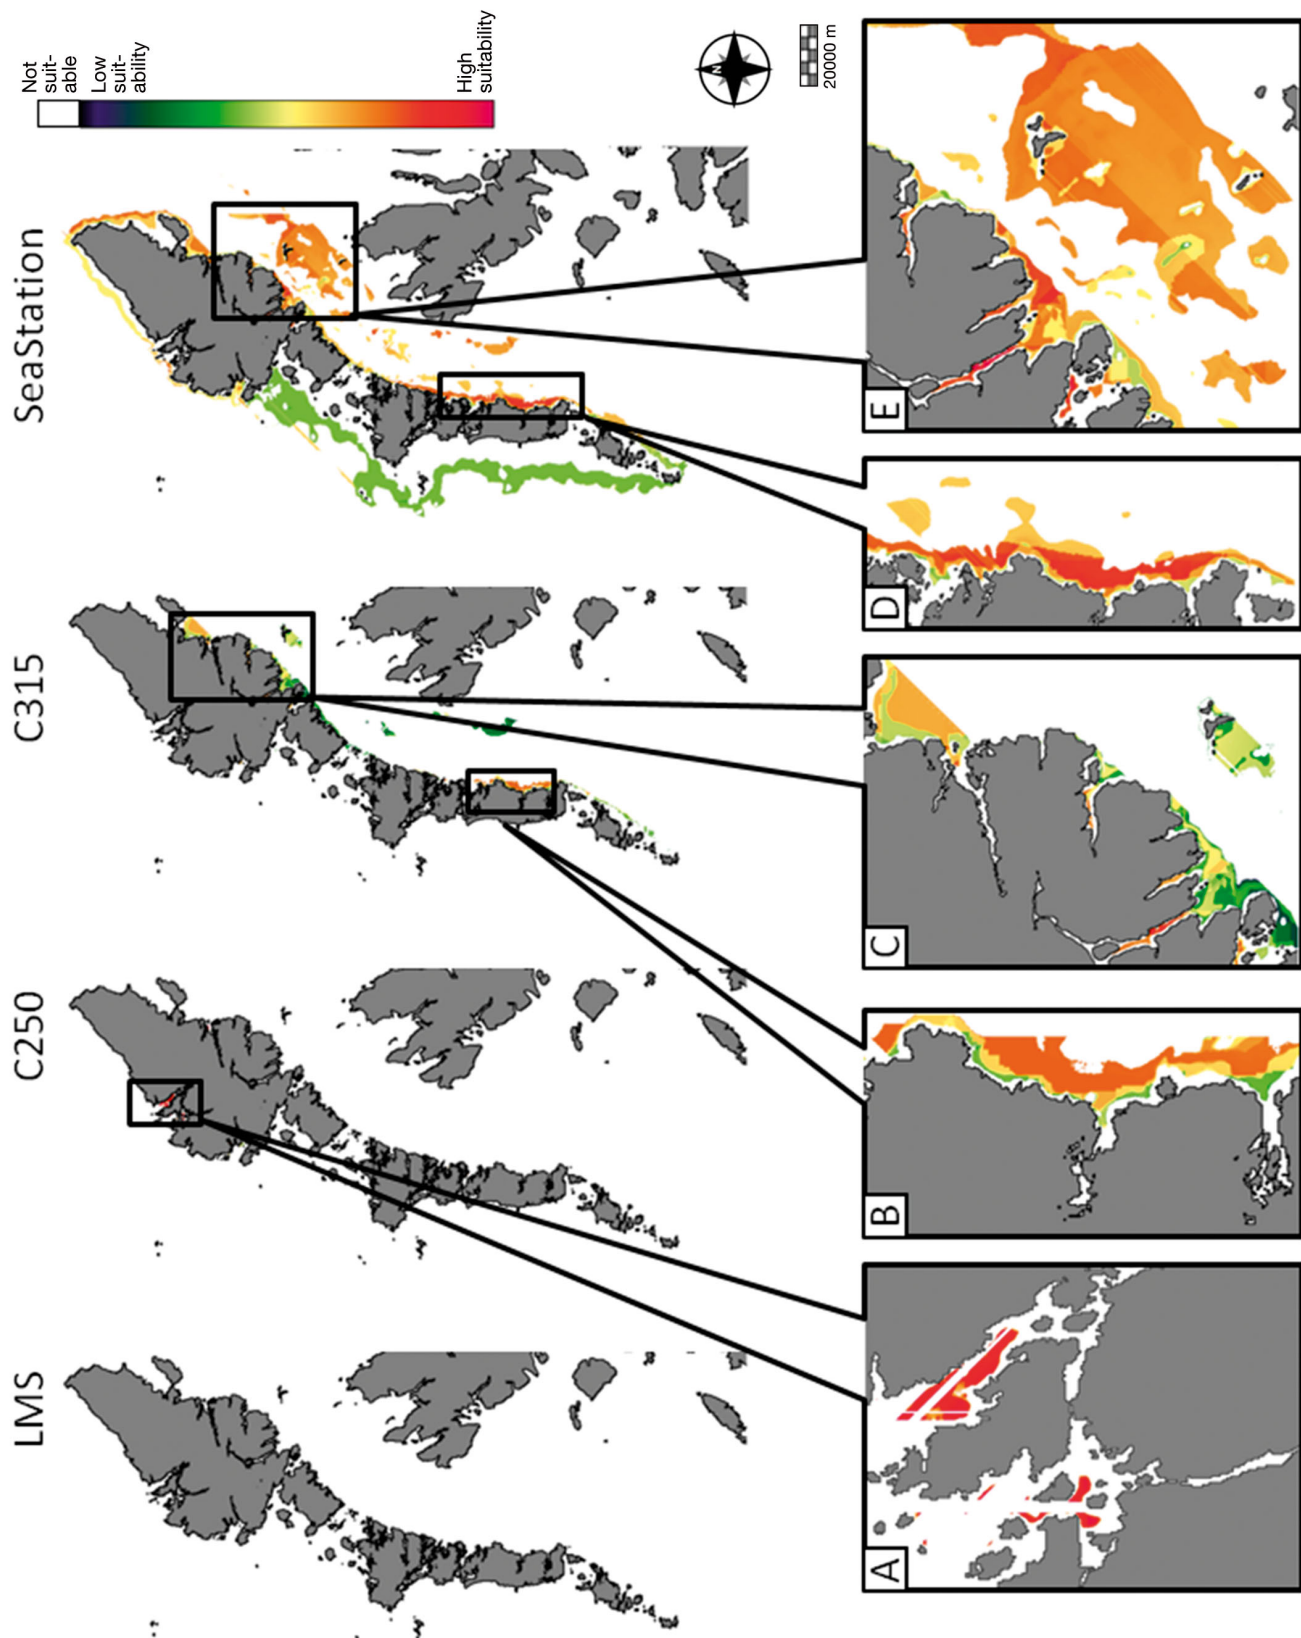 LMS
C250
C315
SeaStation
Not
suit-
able
Low
suit-
ability
High
suitability
N
20000 m
A
B
C
D
E